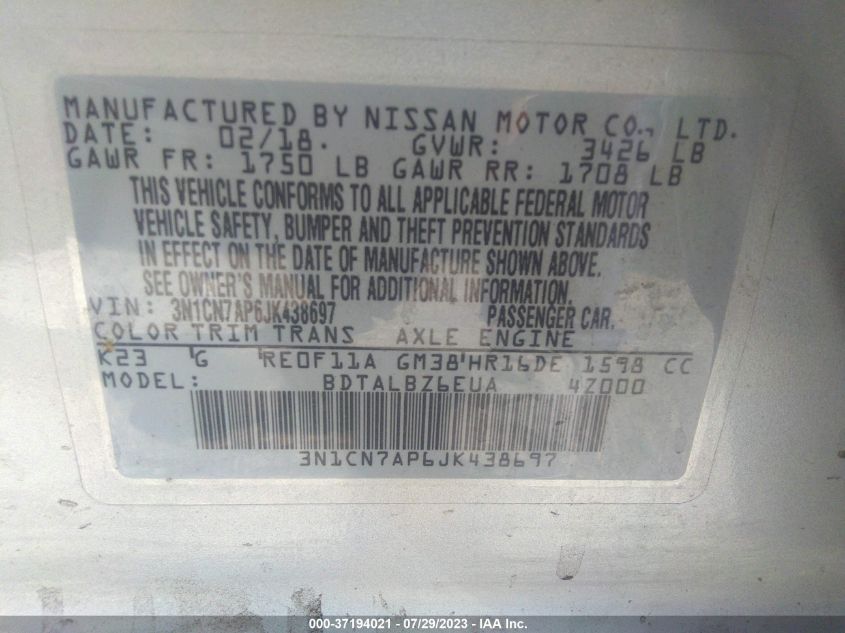 MANUFACTURED BY NISSAN MOTOR CO., LTD.
DATE: 02/18. GVWR: 3426 LB
GAWR FR: 1750 LB GAWR RR: 1708 LB
THIS VEHICLE CONFORMS TO ALL APPLICABLE FEDERAL MOTOR
VEHICLE SAFETY, BUMPER AND THEFT PREVENTION STANDARDS
IN EFFECT ON THE DATE OF MANUFACTURE SHOWN ABOVE.
SEE OWNER'S MANUAL FOR ADDITIONAL INFORMATION.
VIN: 3N1CN7AP6JK438697 PASSENGER CAR.
COLOR TRIM TRANS AXLE ENGINE
K23 G RE0F11A GM38 HR16DE 1598 CC
MODEL: BDTALBZ6EUA 4Z000
3N1CN7AP6JK438697
000-37194021 - 07/29/2023 - IAA Inc.